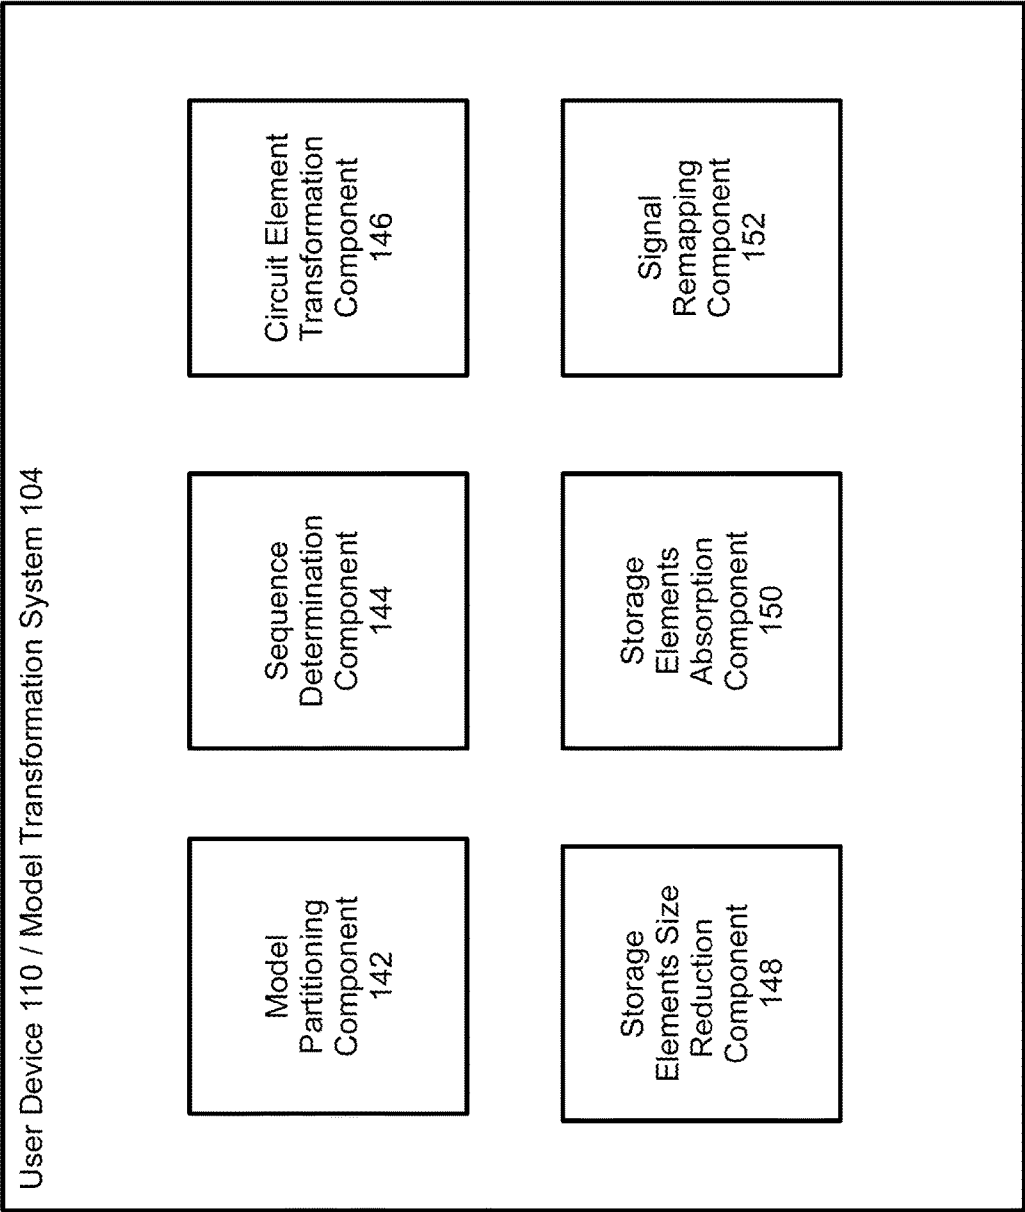 User Device 110 / Model Transformation System 104
Model
Partitioning
Component
142
Sequence
Determination
Component
144
Circuit Element
Transformation
Component
146
Storage
Elements Size
Reduction
Component
148
Storage
Elements
Absorption
Component
150
Signal
Remapping
Component
152